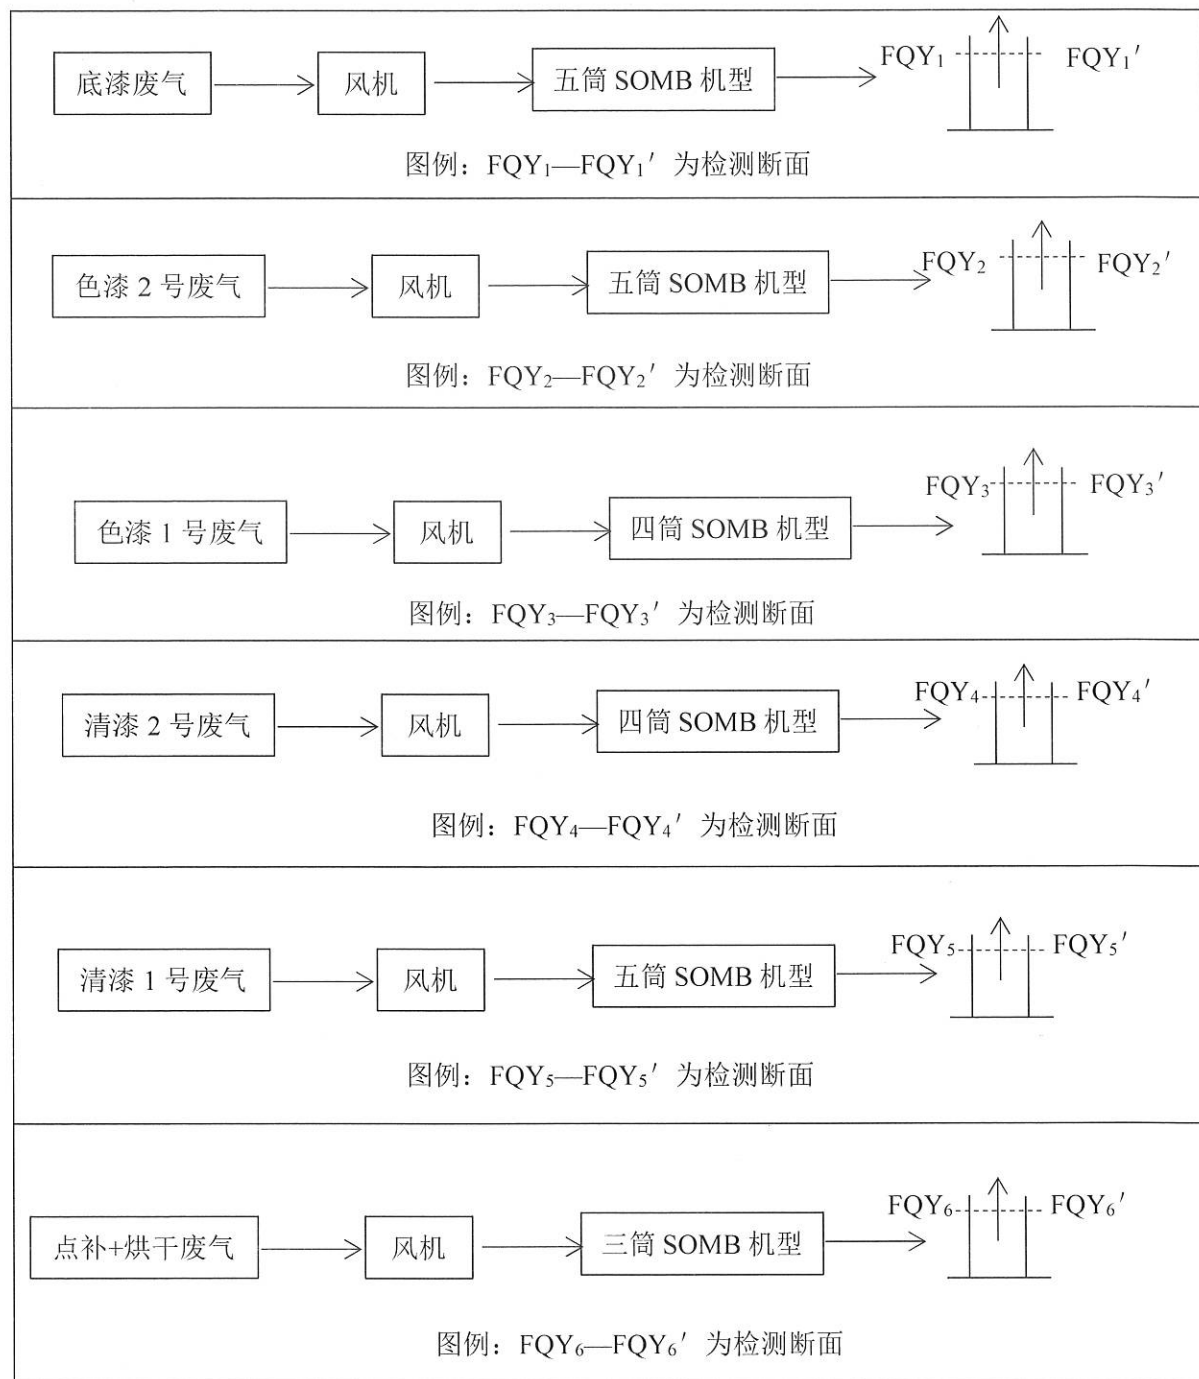 底漆废气 风机 五筒 SOMB 机型 FQY₁ FQY₁′
图例：FQY₁—FQY₁′ 为检测断面
色漆 2 号废气 风机 五筒 SOMB 机型 FQY₂ FQY₂′
图例：FQY₂—FQY₂′ 为检测断面
色漆 1 号废气 风机 四筒 SOMB 机型 FQY₃ FQY₃′
图例：FQY₃—FQY₃′ 为检测断面
清漆 2 号废气 风机 四筒 SOMB 机型 FQY₄ FQY₄′
图例：FQY₄—FQY₄′ 为检测断面
清漆 1 号废气 风机 五筒 SOMB 机型 FQY₅ FQY₅′
图例：FQY₅—FQY₅′ 为检测断面
点补+烘干废气 风机 三筒 SOMB 机型 FQY₆ FQY₆′
图例：FQY₆—FQY₆′ 为检测断面